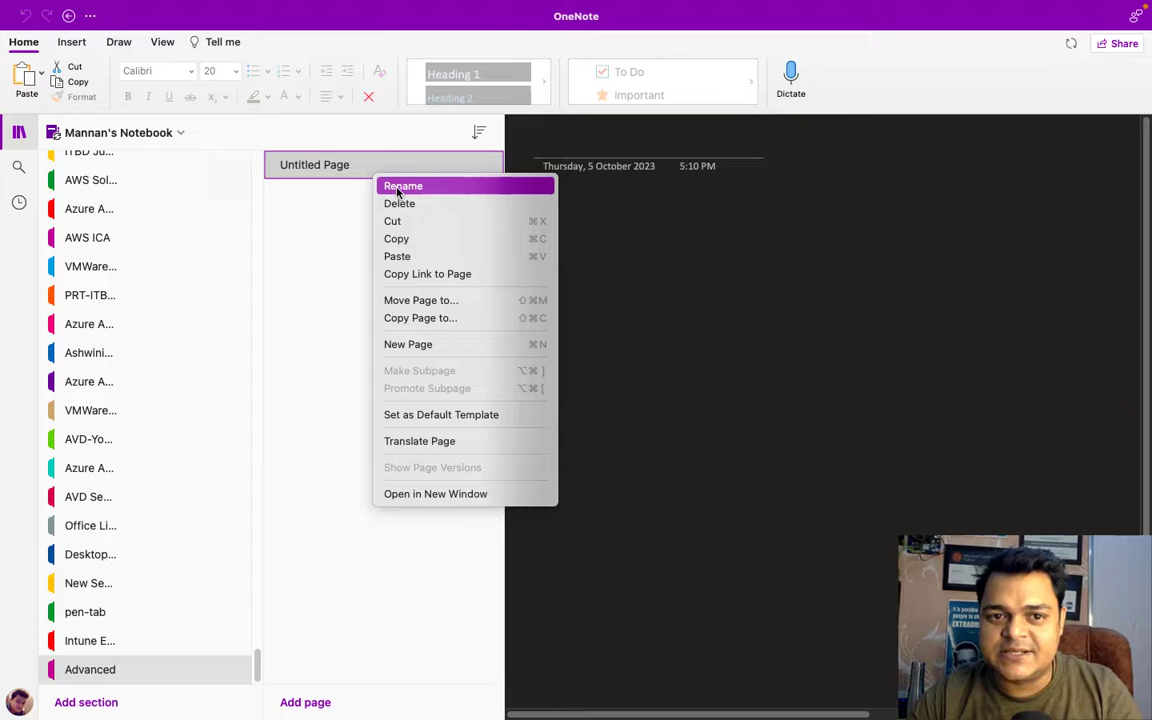 OneNote
Home Insert Draw View Tell me
Share
Paste
Cut
Copy
Format
Calibri 20
B I U ab x
A
Heading 1
Heading 2
To Do
Important
Dictate
Mannan's Notebook
ITBD Ju...
AWS Sol...
Azure A...
AWS ICA
VMWare...
PRT-ITB...
Azure A...
Ashwini...
Azure A...
VMWare...
AVD-Yo...
Azure A...
AVD Se...
Office Li...
Desktop...
New Se...
pen-tab
Intune E...
Advanced
Add section
Untitled Page
Add page
Rename
Delete
Cut ⌘X
Copy ⌘C
Paste ⌘V
Copy Link to Page
Move Page to... ⇧⌘M
Copy Page to... ⇧⌘C
New Page ⌘N
Make Subpage ⌥⌘]
Promote Subpage ⌥⌘[
Set as Default Template
Translate Page
Show Page Versions
Open in New Window
Thursday, 5 October 2023 5:10 PM